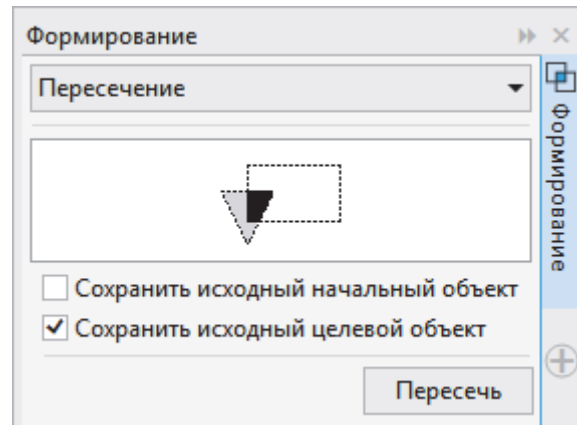 Формирование
Пересечение
Сохранить исходный начальный объект
Сохранить исходный целевой объект
Пересечь
Формирование